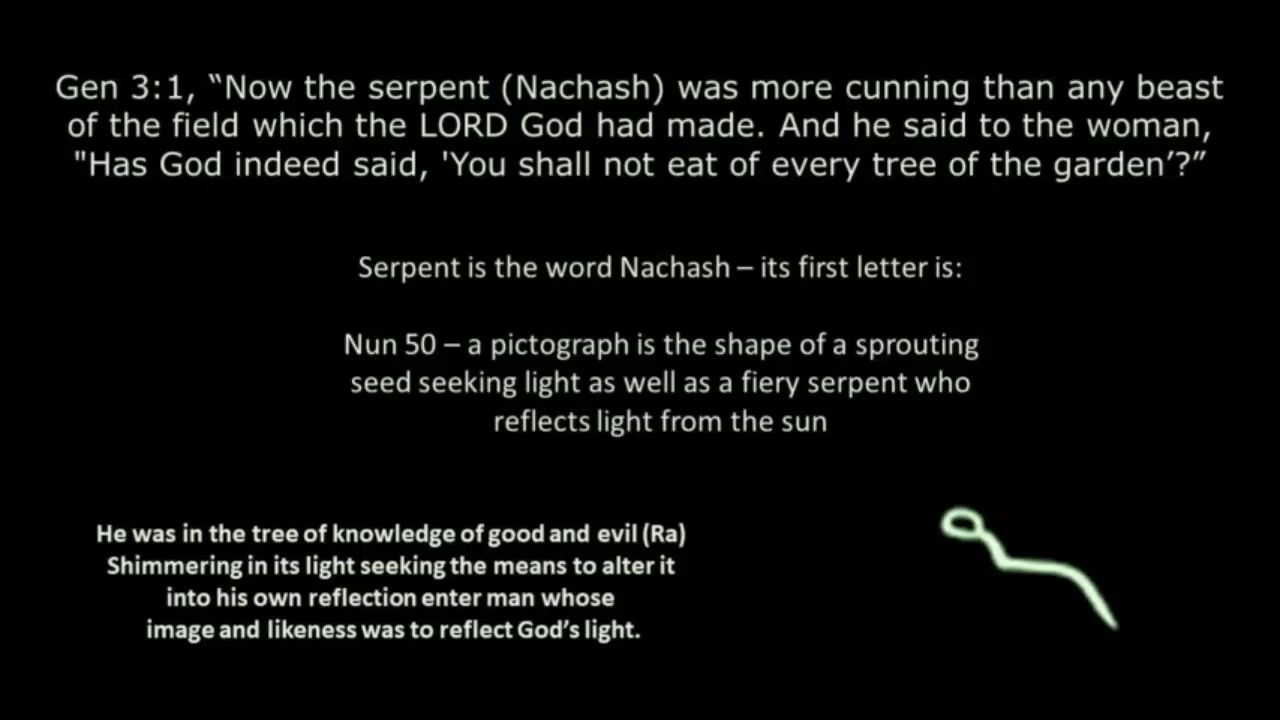 Gen 3:1, “Now the serpent (Nachash) was more cunning than any beast
of the field which the LORD God had made. And he said to the woman,
"Has God indeed said, 'You shall not eat of every tree of the garden’?”
Serpent is the word Nachash – its first letter is:
Nun 50 – a pictograph is the shape of a sprouting
seed seeking light as well as a fiery serpent who
reflects light from the sun
He was in the tree of knowledge of good and evil (Ra)
Shimmering in its light seeking the means to alter it
into his own reflection enter man whose
image and likeness was to reflect God’s light.